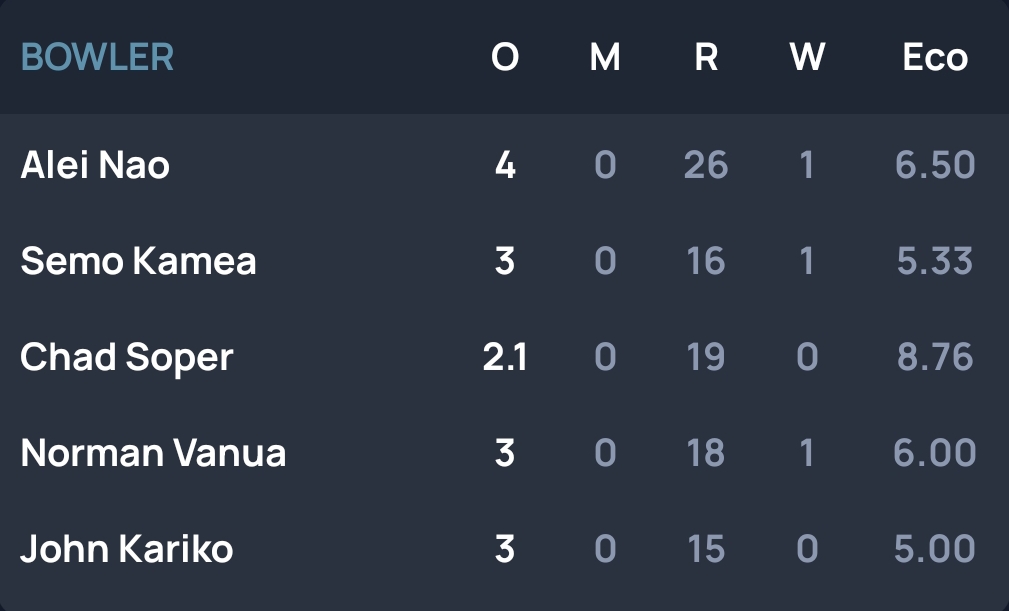 BOWLER O M R W Eco
Alei Nao 4 0 26 1 6.50
Semo Kamea 3 0 16 1 5.33
Chad Soper 2.1 0 19 0 8.76
Norman Vanua 3 0 18 1 6.00
John Kariko 3 0 15 0 5.00